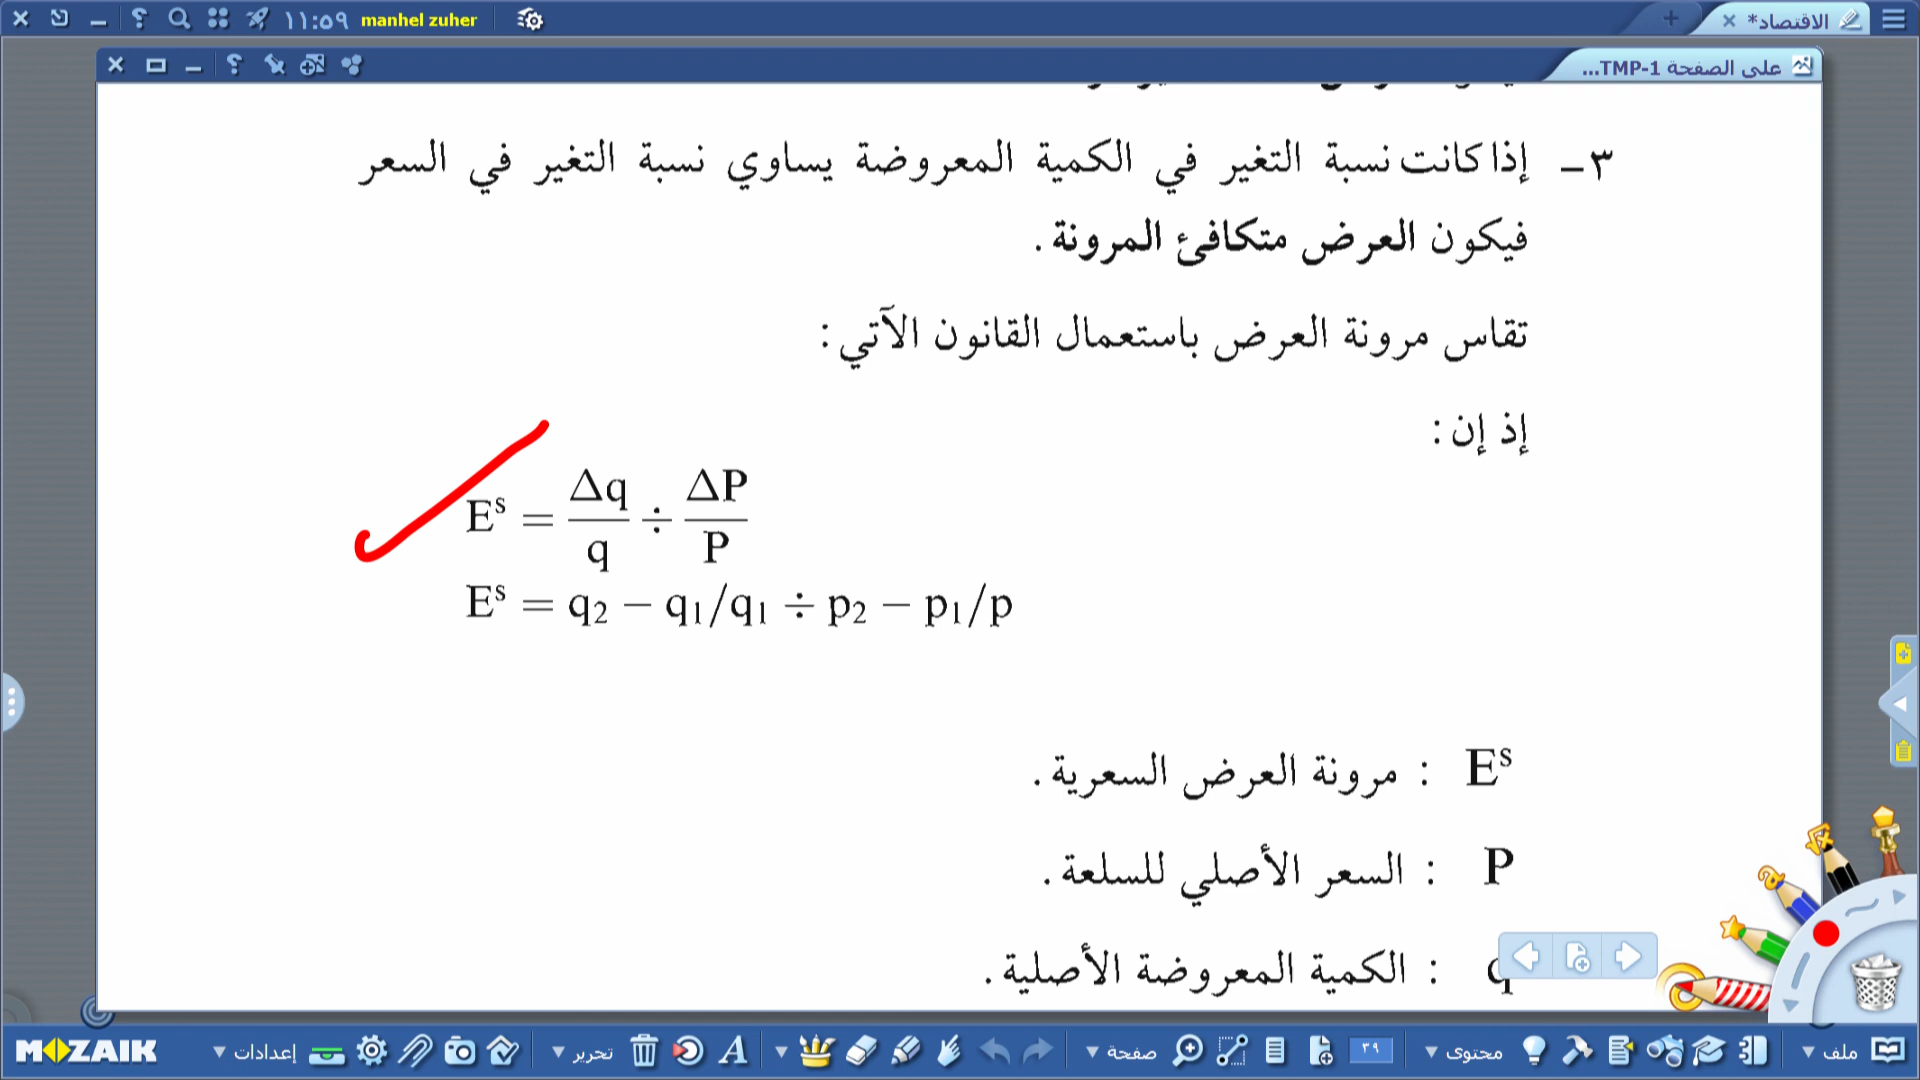 manhel zuher
١١:٥٩
الاقتصاد*
على الصفحة TMP-1...
٣- إذا كانت نسبة التغير في الكمية المعروضة يساوي نسبة التغير في السعر
فيكون العرض متكافئ المرونة .
تقاس مرونة العرض باستعمال القانون الآتي :
إذ إن :
Eˢ = Δq/q ÷ ΔP/P
Eˢ = q₂ − q₁/q₁ ÷ p₂ − p₁/p
Eˢ : مرونة العرض السعرية .
P : السعر الأصلي للسلعة .
q : الكمية المعروضة الأصلية .
ملف
محتوى
٣٩
صفحة
تحرير
إعدادات
MOZAIK